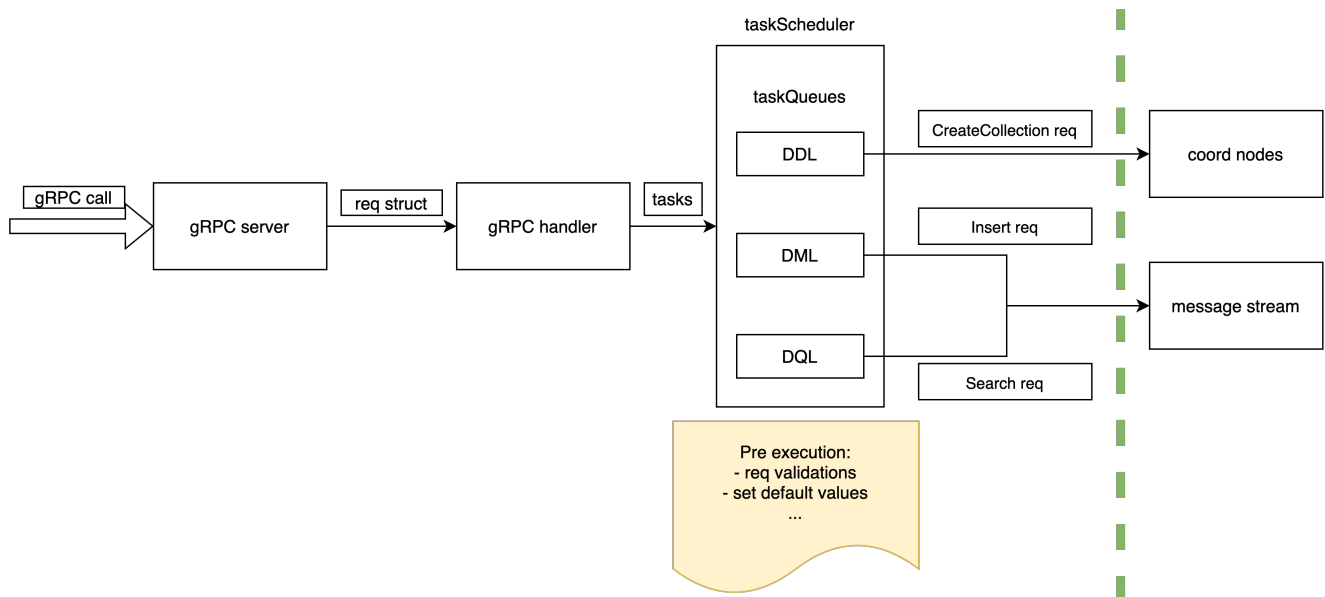 taskScheduler
taskQueues
CreateCollection req
DDL
coord nodes
gRPC call
req struct
tasks
gRPC server
gRPC handler
Insert req
DML
message stream
DQL
Search req
Pre execution:
- req validations
- set default values
...